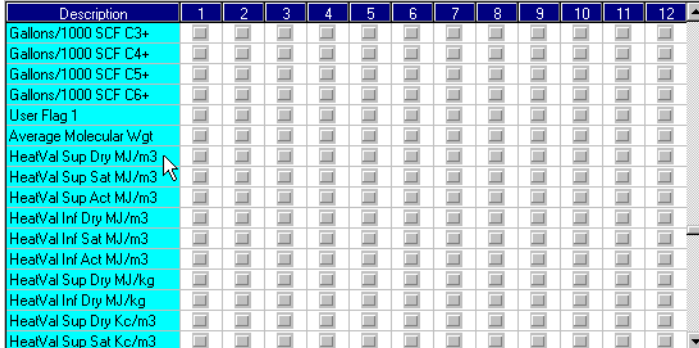 Description 1 2 3 4 5 6 7 8 9 10 11 12
Gallons/1000 SCF C3+
Gallons/1000 SCF C4+
Gallons/1000 SCF C5+
Gallons/1000 SCF C6+
User Flag 1
Average Molecular Wgt
HeatVal Sup Dry MJ/m3
HeatVal Sup Sat MJ/m3
HeatVal Sup Act MJ/m3
HeatVal Inf Dry MJ/m3
HeatVal Inf Sat MJ/m3
HeatVal Inf Act MJ/m3
HeatVal Sup Dry MJ/kg
HeatVal Inf Dry MJ/kg
HeatVal Sup Dry Kc/m3
HeatVal Sup Sat Kc/m3